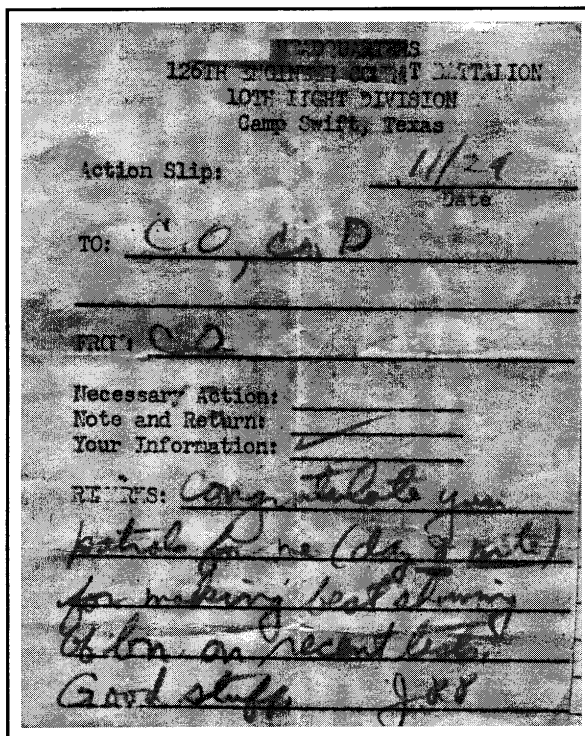 HEADQUARTERS
126TH ENGINEER COMBAT BATTALION
10TH LIGHT DIVISION
Camp Swift, Texas
Action Slip: 11/29
Date
TO: C.O, Co. D
FROM: CO
Necessary Action:
Note and Return:
Your Information:
REMARKS: Congratulate your
patrols for me (day & nite)
for making best showing
of bn on recent tests.
Good stuff.